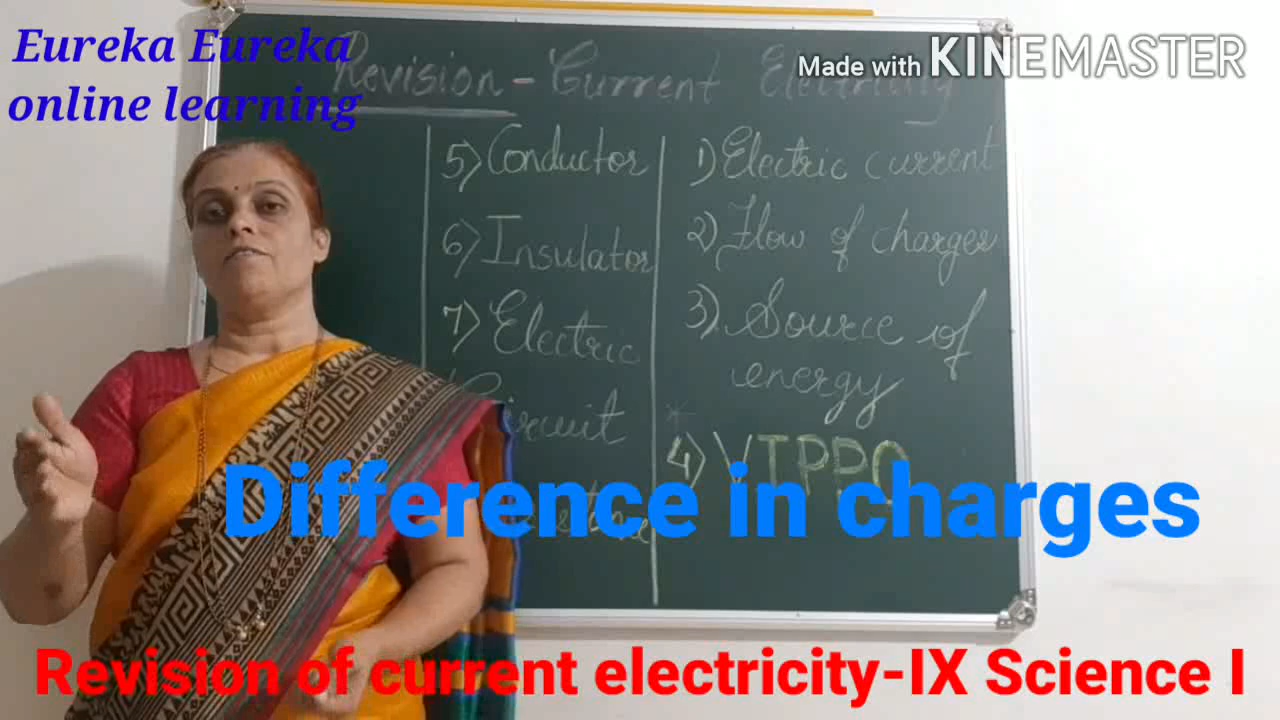 Eureka Eureka
online learning
Made with KINEMASTER
Revision - Current Electricity
5) Conductor
6) Insulator
7) Electric
Circuit
1) Electric current
2) Flow of charges
3) Source of
energy
4)
Difference in charges
Revision of current electricity-IX Science I